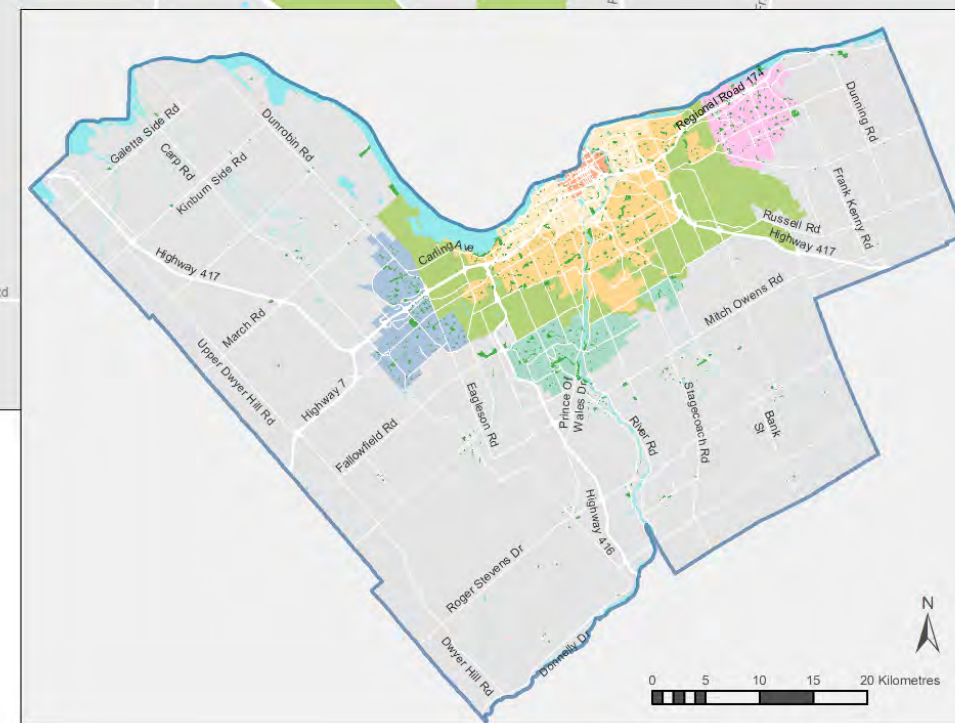 Regional Road 174
Dunning Rd
Dunrobin Rd
Galetta Side Rd
Carp Rd
Kinburn Side Rd
Frank Kenny Rd
Russell Rd
Highway 417
Carling Ave
Highway 417
Mitch Owens Rd
March Rd
Upper Dwyer Hill Rd
Highway 7
Eagleson Rd
Prince Of
Wales Dr
River Rd
Stagecoach Rd
Bank
St
Fallowfield Rd
Highway 416
Roger Stevens Dr
Donnelly Dr
Dwyer Hill Rd
N
0 5 10 15 20 Kilometres